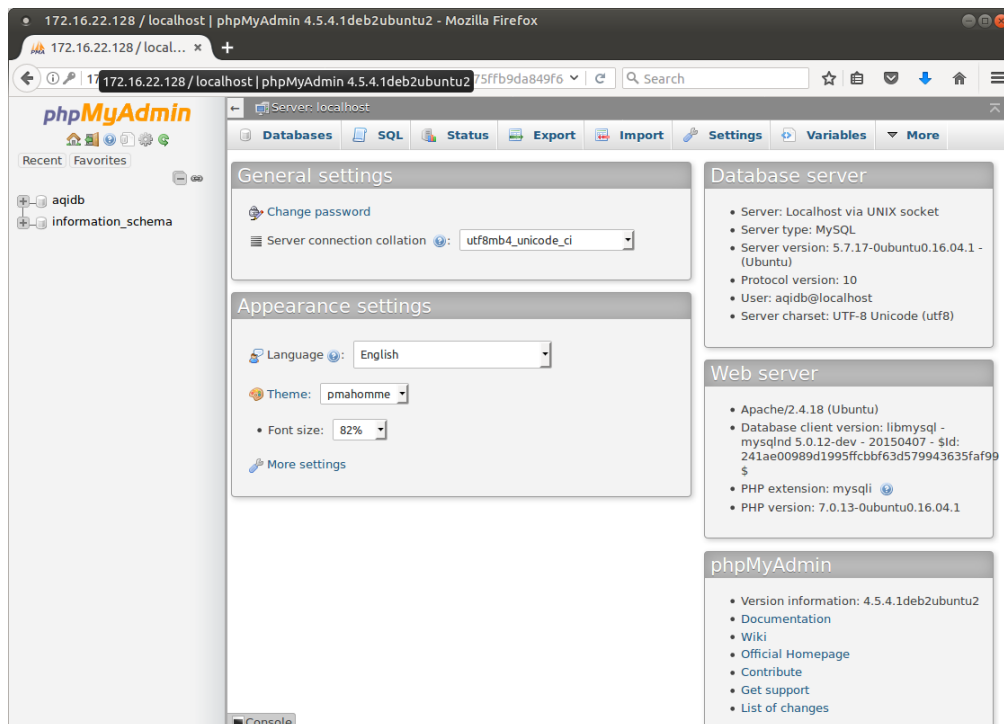 172.16.22.128 / localhost | phpMyAdmin 4.5.4.1deb2ubuntu2 - Mozilla Firefox
172.16.22.128 / local... × +
172.16.22.128 / localhost | phpMyAdmin 4.5.4.1deb2ubuntu2
Search
phpMyAdmin
Recent Favorites
aqidb
information_schema
Server: localhost
Databases SQL Status Export Import Settings Variables More
General settings
Change password
Server connection collation : utf8mb4_unicode_ci
Appearance settings
Language : English
Theme: pmahomme
• Font size: 82%
More settings
Database server
• Server: Localhost via UNIX socket
• Server type: MySQL
• Server version: 5.7.17-0ubuntu0.16.04.1 -
(Ubuntu)
• Protocol version: 10
• User: aqidb@localhost
• Server charset: UTF-8 Unicode (utf8)
Web server
• Apache/2.4.18 (Ubuntu)
• Database client version: libmysql -
mysqlnd 5.0.12-dev - 20150407 - $Id:
241ae00989d1995ffcbbf63d579943635faf99
$
• PHP extension: mysqli
• PHP version: 7.0.13-0ubuntu0.16.04.1
phpMyAdmin
• Version information: 4.5.4.1deb2ubuntu2
• Documentation
• Wiki
• Official Homepage
• Contribute
• Get support
• List of changes
Console